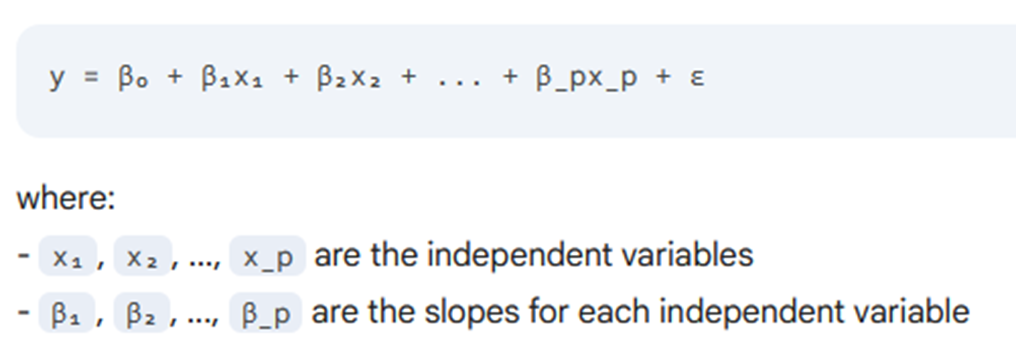 y = β₀ + β₁x₁ + β₂x₂ + ... + β_px_p + ε
where:
- x₁, x₂, ..., x_p are the independent variables
- β₁, β₂, ..., β_p are the slopes for each independent variable